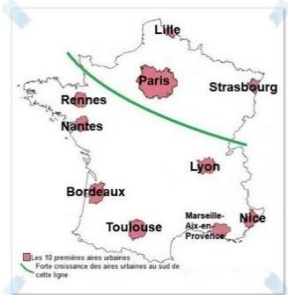 Lille
Paris
Strasbourg
Rennes
Nantes
Lyon
Bordeaux
Toulouse
Marseille-
Aix-en-
Provence
Nice
Les 10 premières aires urbaines
Forte croissance des aires urbaines au sud de
cette ligne